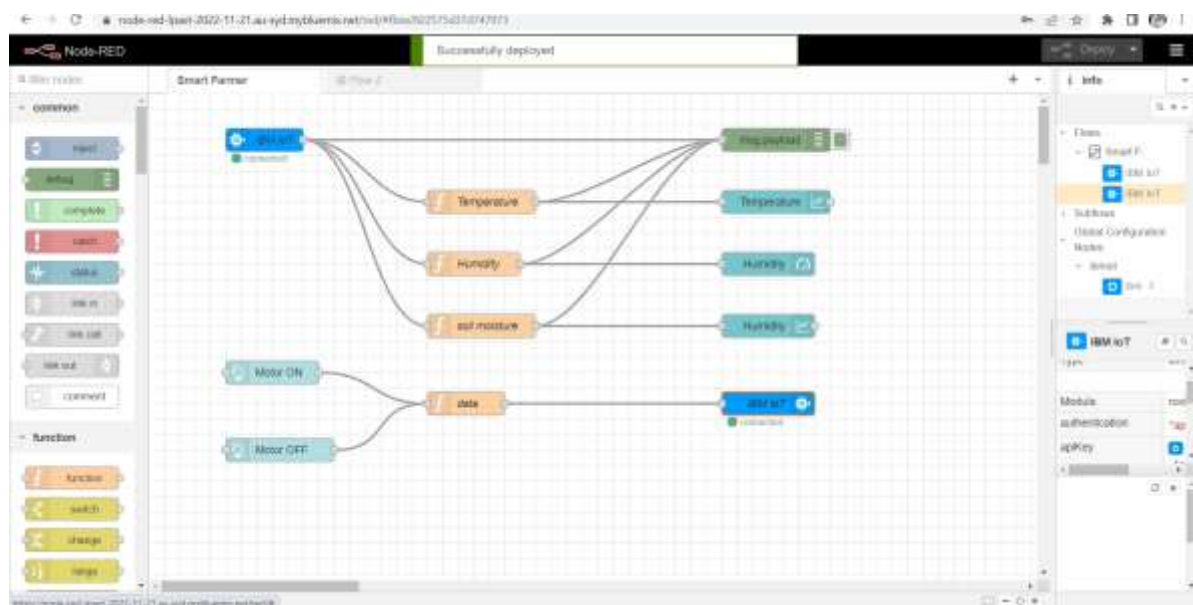 Node-RED
Successfully deployed
Deploy
filter nodes
Smart Farmer
Flow 2
info
common
inject
debug
complete
catch
status
link in
link call
link out
comment
function
function
switch
change
range
IBM IoT
connected
msg.payload
Temperature
Temperature
Humidity
Humidity
soil moisture
Humidity
Motor ON
Motor OFF
data
IBM IoT
connected
Flows
IBM IoT
IBM IoT
Subflows
Global Configuration
Nodes
IBM IoT
Module
authentication
apiKey